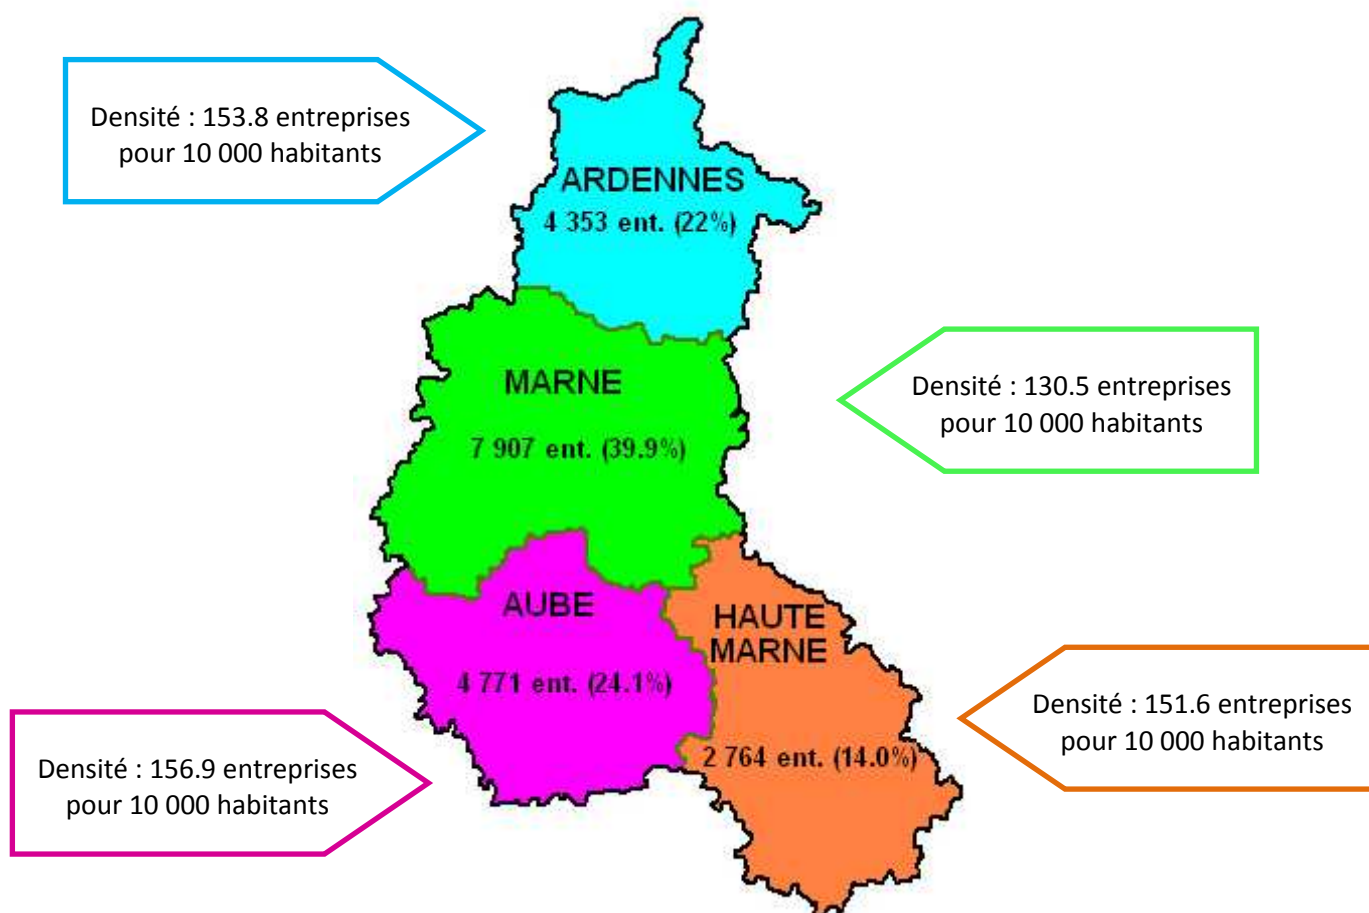 Densité : 153.8 entreprises
pour 10 000 habitants
ARDENNES
4 353 ent. (22%)
MARNE
7 907 ent. (39.9%)
Densité : 130.5 entreprises
pour 10 000 habitants
AUBE
4 771 ent. (24.1%)
HAUTE
MARNE
2 764 ent. (14.0%)
Densité : 151.6 entreprises
pour 10 000 habitants
Densité : 156.9 entreprises
pour 10 000 habitants